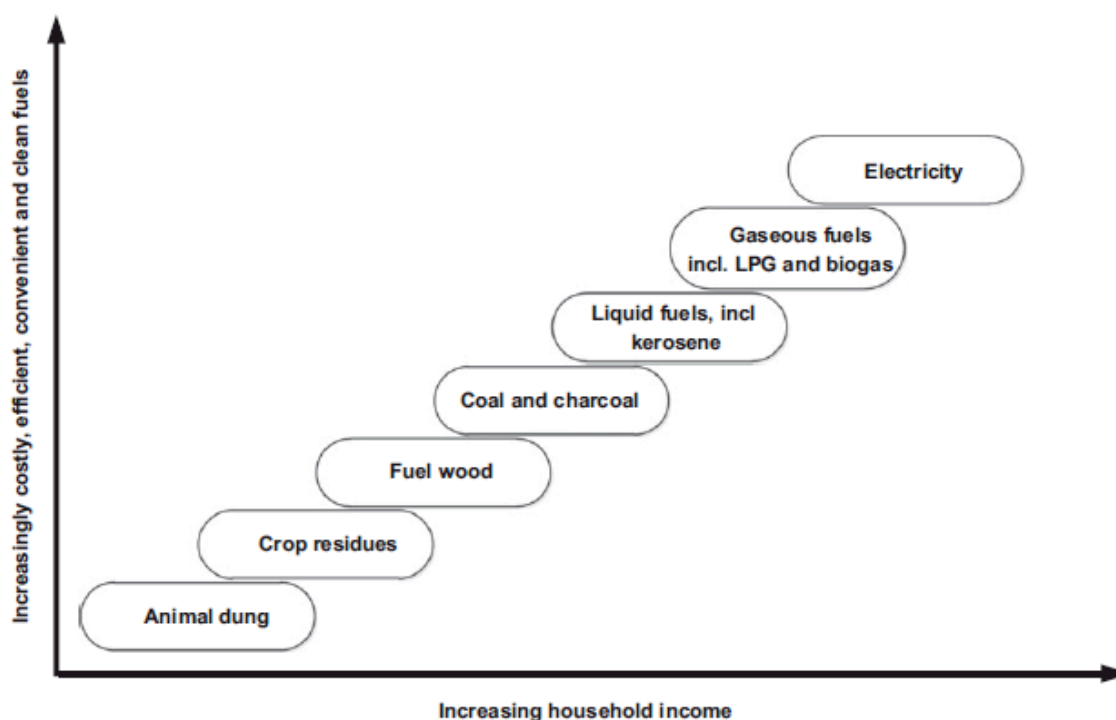 Increasingly costly, efficient, convenient and clean fuels
Electricity
Gaseous fuels
incl. LPG and biogas
Liquid fuels, incl
kerosene
Coal and charcoal
Fuel wood
Crop residues
Animal dung
Increasing household income